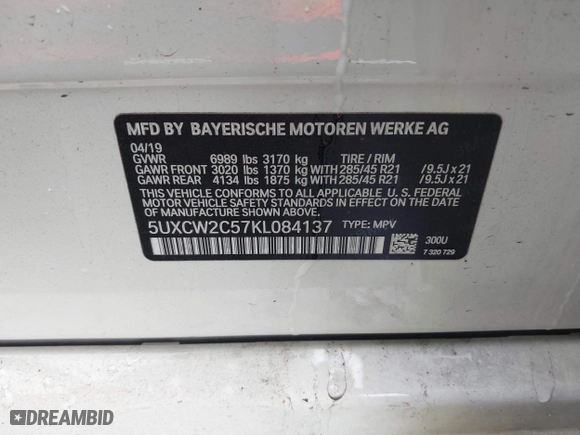 MFD BY BAYERISCHE MOTOREN WERKE AG
04/19
GVWR 6989 lbs 3170 kg TIRE / RIM
GAWR FRONT 3020 lbs 1370 kg WITH 285/45 R21 /9.5J x 21
GAWR REAR 4134 lbs 1875 kg WITH 285/45 R21 /9.5J x 21
THIS VEHICLE CONFORMS TO ALL APPLICABLE U.S. FEDERAL
MOTOR VEHICLE SAFETY STANDARDS IN EFFECT ON THE DATE
OF MANUFACTURE SHOWN ABOVE.
5UXCW2C57KL084137 TYPE: MPV
300U
7 320 729
DREAMBID